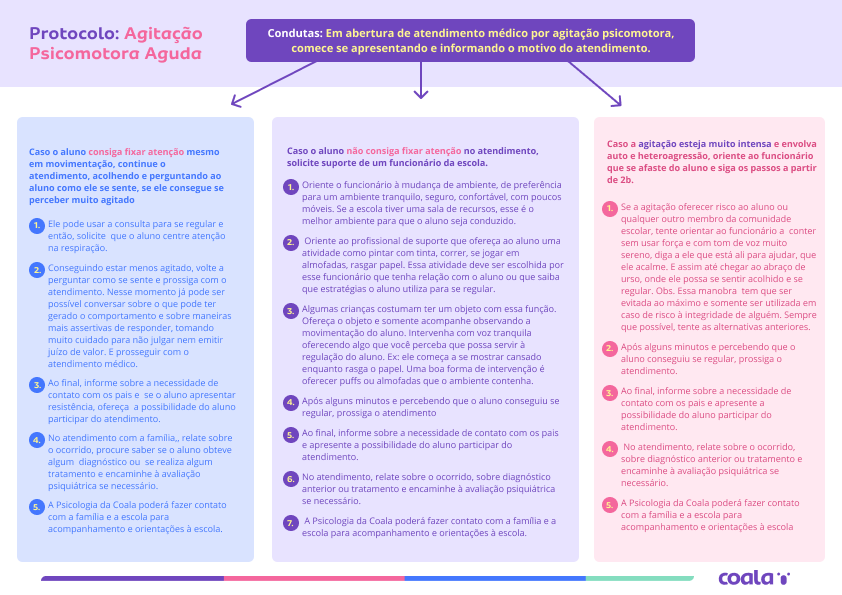 Protocolo: Agitação
Psicomotora Aguda
Condutas: Em abertura de atendimento médico por agitação psicomotora,
comece se apresentando e informando o motivo do atendimento.
Caso o aluno consiga fixar atenção mesmo
em movimentação, continue o
atendimento, acolhendo e perguntando ao
aluno como ele se sente, se ele consegue se
perceber muito agitado
1. Ele pode usar a consulta para se regular e
então, solicite que o aluno centre atenção
na respiração.
2. Conseguindo estar menos agitado, volte a
perguntar como se sente e prossiga com o
atendimento. Nesse momento já pode ser
possível conversar sobre o que pode ter
gerado o comportamento e sobre maneiras
mais assertivas de responder, tomando
muito cuidado para não julgar nem emitir
juízo de valor. E prosseguir com o
atendimento médico.
3. Ao final, informe sobre a necessidade de
contato com os pais e se o aluno apresentar
resistência, ofereça a possibilidade do aluno
participar do atendimento.
4. No atendimento com a família,, relate sobre
o ocorrido, procure saber se o aluno obteve
algum diagnóstico ou se realiza algum
tratamento e encaminhe à avaliação
psiquiátrica se necessário.
5. A Psicologia da Coala poderá fazer contato
com a família e a escola para
acompanhamento e orientações à escola.
Caso o aluno não consiga fixar atenção no atendimento,
solicite suporte de um funcionário da escola.
1. Oriente o funcionário à mudança de ambiente, de preferência
para um ambiente tranquilo, seguro, confortável, com poucos
móveis. Se a escola tiver uma sala de recursos, esse é o
melhor ambiente para que o aluno seja conduzido.
2. Oriente ao profissional de suporte que ofereça ao aluno uma
atividade como pintar com tinta, correr, se jogar em
almofadas, rasgar papel. Essa atividade deve ser escolhida por
esse funcionário que tenha relação com o aluno ou que saiba
que estratégias o aluno utiliza para se regular.
3. Algumas crianças costumam ter um objeto com essa função.
Ofereça o objeto e somente acompanhe observando a
movimentação do aluno. Intervenha com voz tranquila
oferecendo algo que você perceba que possa servir à
regulação do aluno. Ex: ele começa a se mostrar cansado
enquanto rasga o papel. Uma boa forma de intervenção é
oferecer puffs ou almofadas que o ambiente contenha.
4. Após alguns minutos e percebendo que o aluno conseguiu se
regular, prossiga o atendimento
5. Ao final, informe sobre a necessidade de contato com os pais
e apresente a possibilidade do aluno participar do
atendimento.
6. No atendimento, relate sobre o ocorrido, sobre diagnóstico
anterior ou tratamento e encaminhe à avaliação psiquiátrica
se necessário.
7. A Psicologia da Coala poderá fazer contato com a família e a
escola para acompanhamento e orientações à escola.
Caso a agitação esteja muito intensa e envolva
auto e heteroagressão, oriente ao funcionário
que se afaste do aluno e siga os passos a partir
de 2b.
1. Se a agitação oferecer risco ao aluno ou
qualquer outro membro da comunidade
escolar, tente orientar ao funcionário a conter
sem usar força e com tom de voz muito
sereno, diga a ele que está ali para ajudar, que
ele acalme. E assim até chegar ao abraço de
urso, onde ele possa se sentir acolhido e se
regular. Obs. Essa manobra tem que ser
evitada ao máximo e somente ser utilizada em
caso de risco à integridade de alguém. Sempre
que possível, tente as alternativas anteriores.
2. Após alguns minutos e percebendo que o
aluno conseguiu se regular, prossiga o
atendimento.
3. Ao final, informe sobre a necessidade de
contato com os pais e apresente a
possibilidade do aluno participar do
atendimento.
4. No atendimento, relate sobre o ocorrido,
sobre diagnóstico anterior ou tratamento e
encaminhe à avaliação psiquiátrica se
necessário.
5. A Psicologia da Coala poderá fazer contato
com a família e a escola para
acompanhamento e orientações à escola
coala